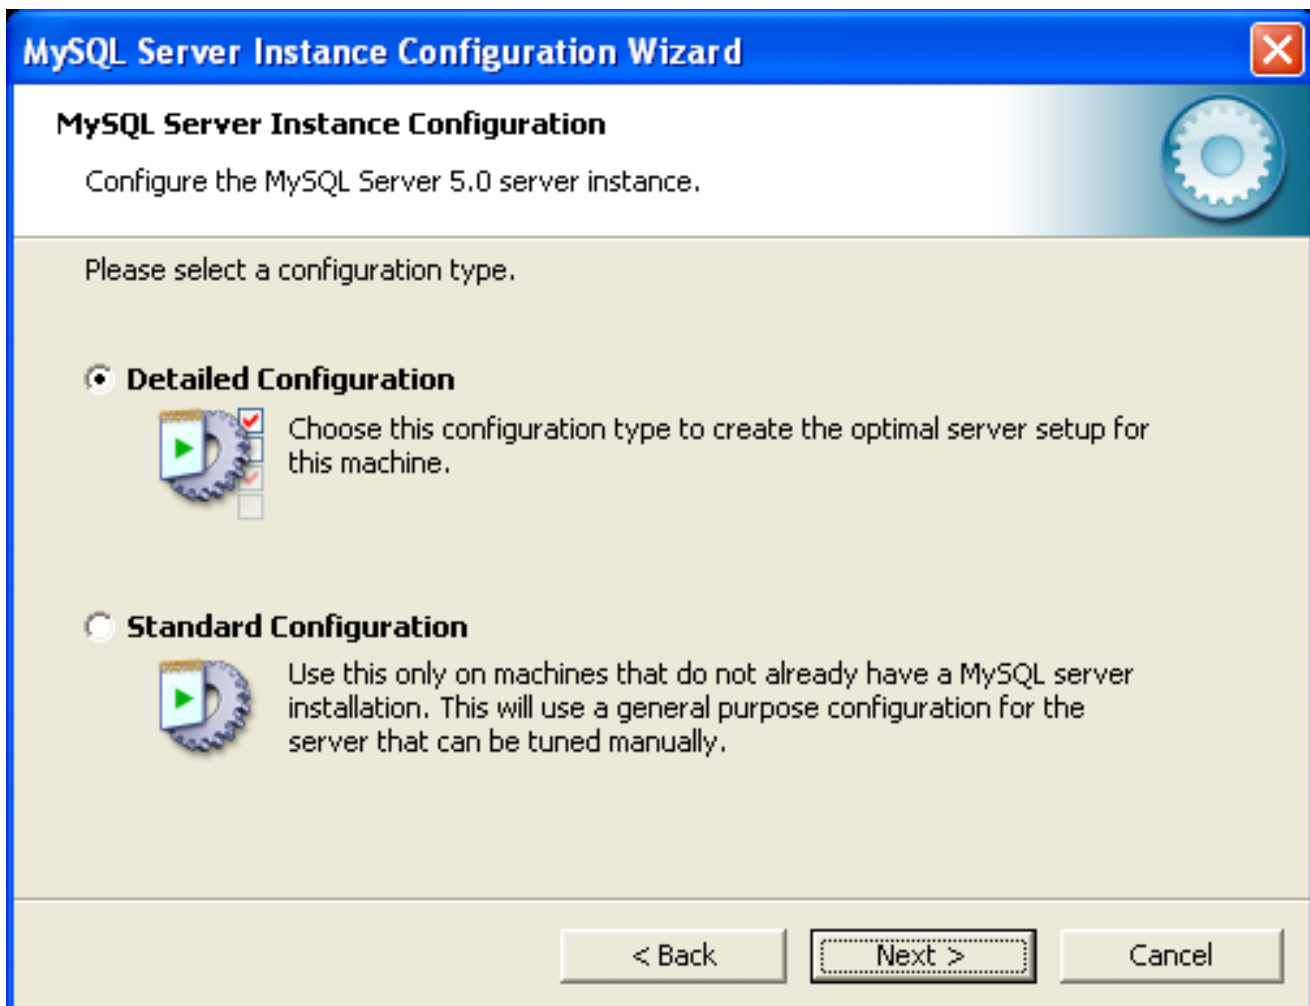 MySQL Server Instance Configuration Wizard
MySQL Server Instance Configuration
Configure the MySQL Server 5.0 server instance.
Please select a configuration type.
Detailed Configuration
Choose this configuration type to create the optimal server setup for
this machine.
Standard Configuration
Use this only on machines that do not already have a MySQL server
installation. This will use a general purpose configuration for the
server that can be tuned manually.
< Back
Next >
Cancel